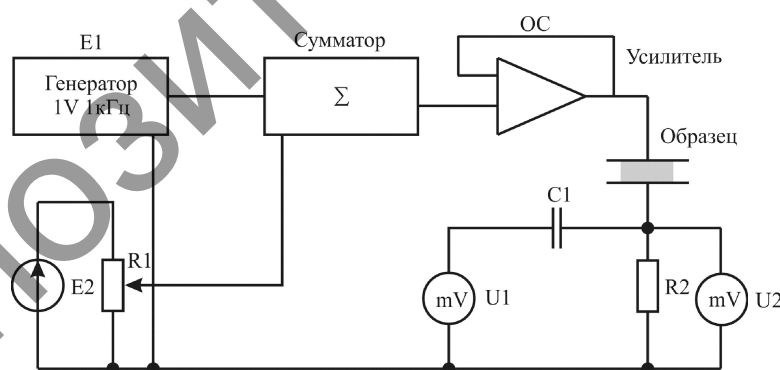 E1
Сумматор
ОС
Усилитель
Генератор
1V 1кГц
Σ
Образец
C1
R1
E2
mV
U1
R2
mV
U2